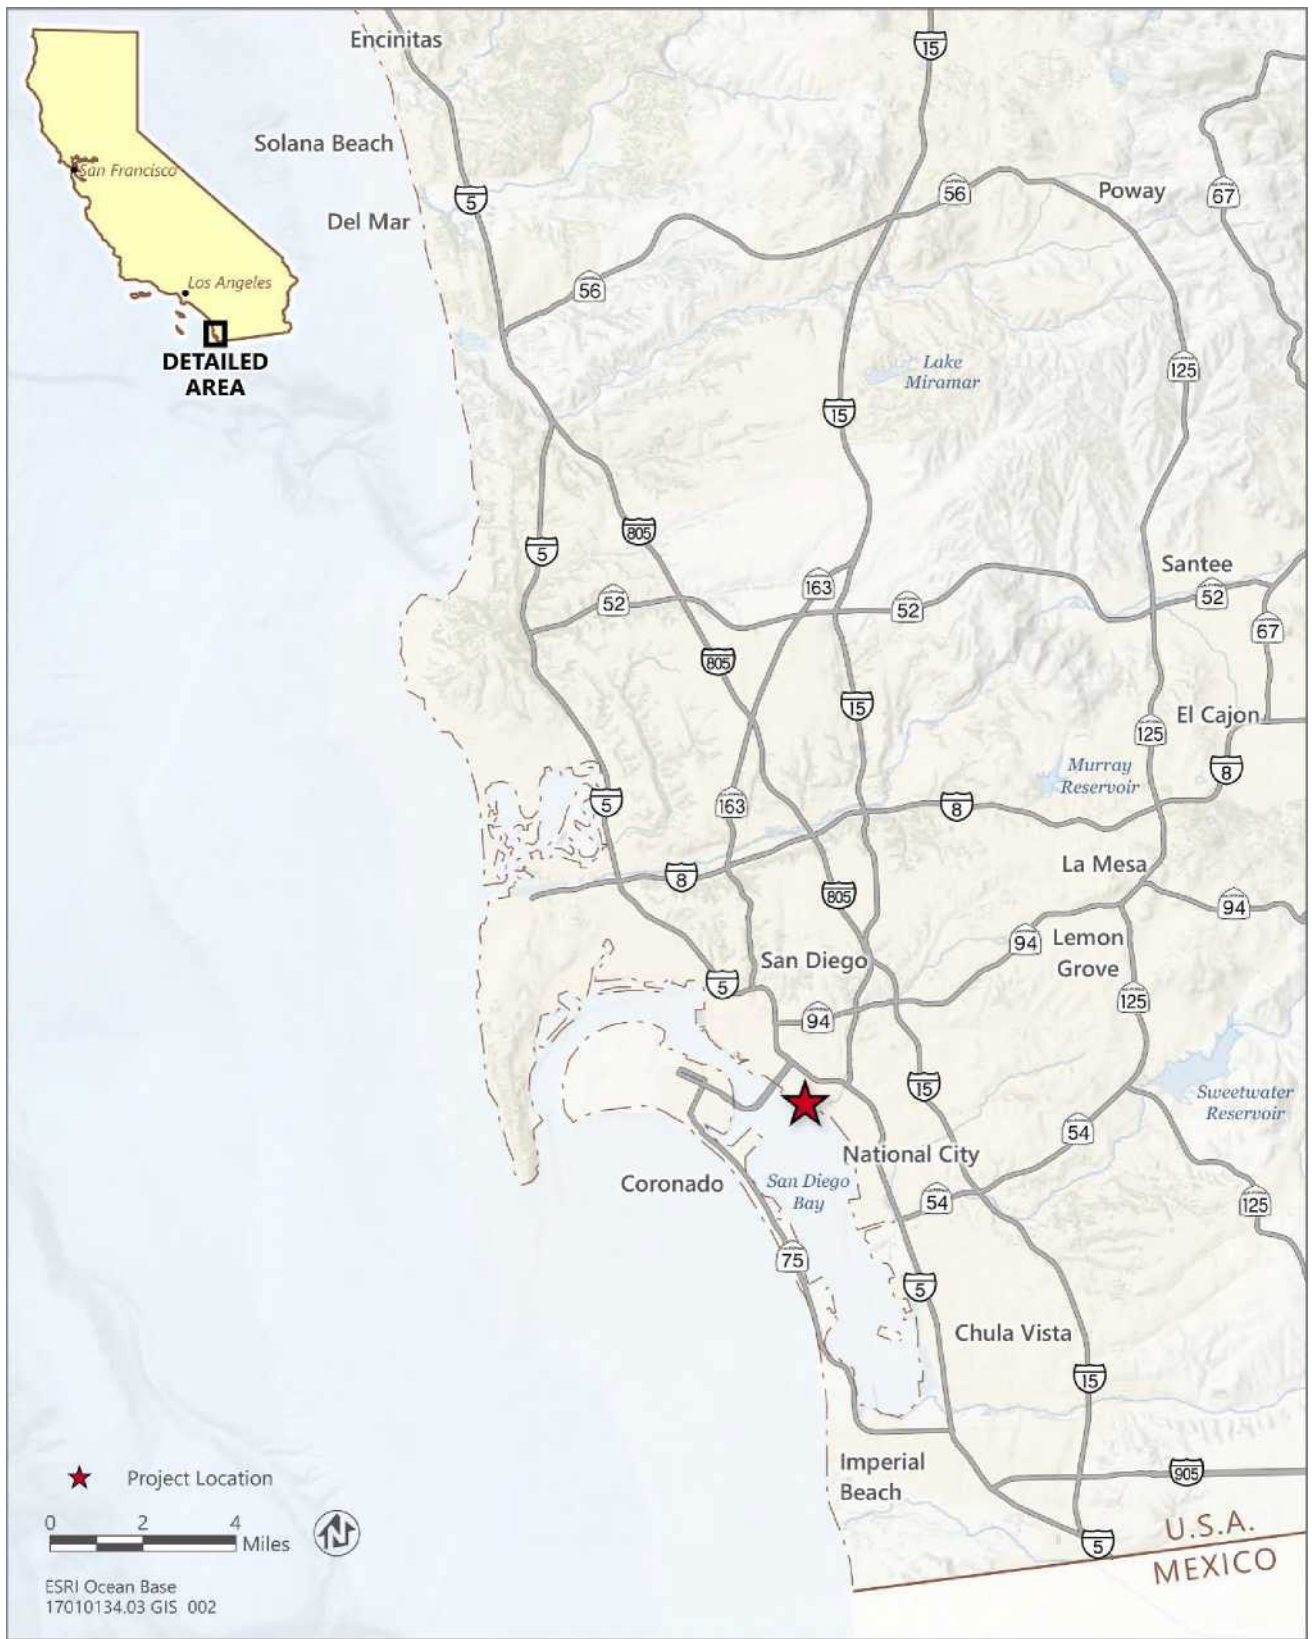 Encinitas
15
San Francisco
Solana Beach
5
56
Poway
67
Del Mar
56
Los Angeles
DETAILED
AREA
Lake
Miramar
125
15
805
5
163
Santee
52
52
52
67
805
15
El Cajon
125
Murray
Reservoir
8
5
163
8
La Mesa
8
805
94
94
Lemon
Grove
San Diego
5
94
125
15
Sweetwater
Reservoir
54
National City
Coronado
San Diego
Bay
54
125
75
5
Chula Vista
15
Imperial
Beach
905
Project Location
0 2 4
Miles
N
5
U.S.A.
MEXICO
ESRI Ocean Base
17010134.03 GIS 002